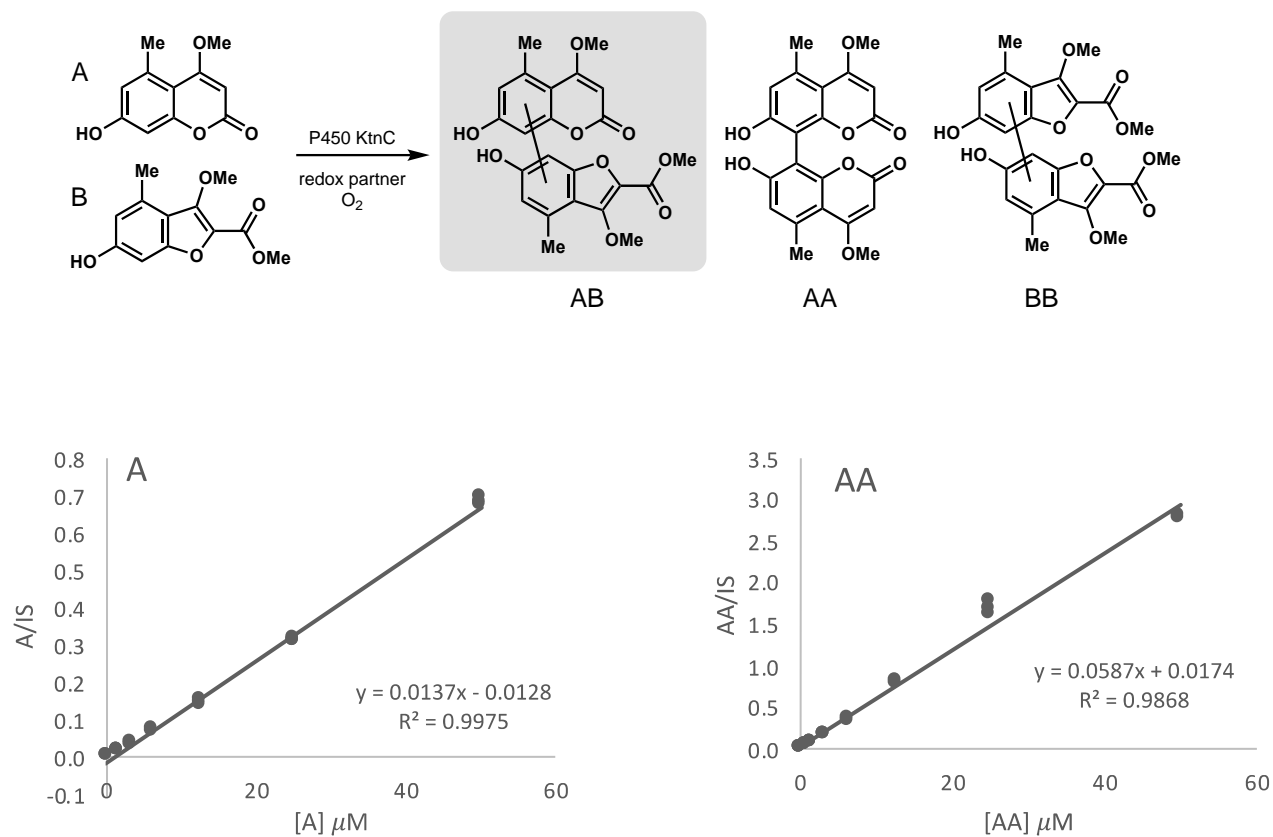 A
Me
OMe
HO
O
O
B
Me
OMe
O
OMe
HO
O
P450 KtnC
redox partner
O2
Me
OMe
HO
O
O
HO
O
OMe
O
Me
OMe
AB
Me
OMe
HO
O
O
HO
O
O
Me
OMe
AA
Me
OMe
O
HO
O
OMe
HO
O
OMe
O
Me
OMe
BB
A
0.8
0.7
0.6
0.5
0.4
0.3
0.2
0.1
0.0
-0.1
A/IS
y = 0.0137x - 0.0128
R² = 0.9975
0 20 40 60
[A] μM
AA
3.5
3.0
2.5
2.0
1.5
1.0
0.5
0.0
AA/IS
y = 0.0587x + 0.0174
R² = 0.9868
0 20 40 60
[AA] μM